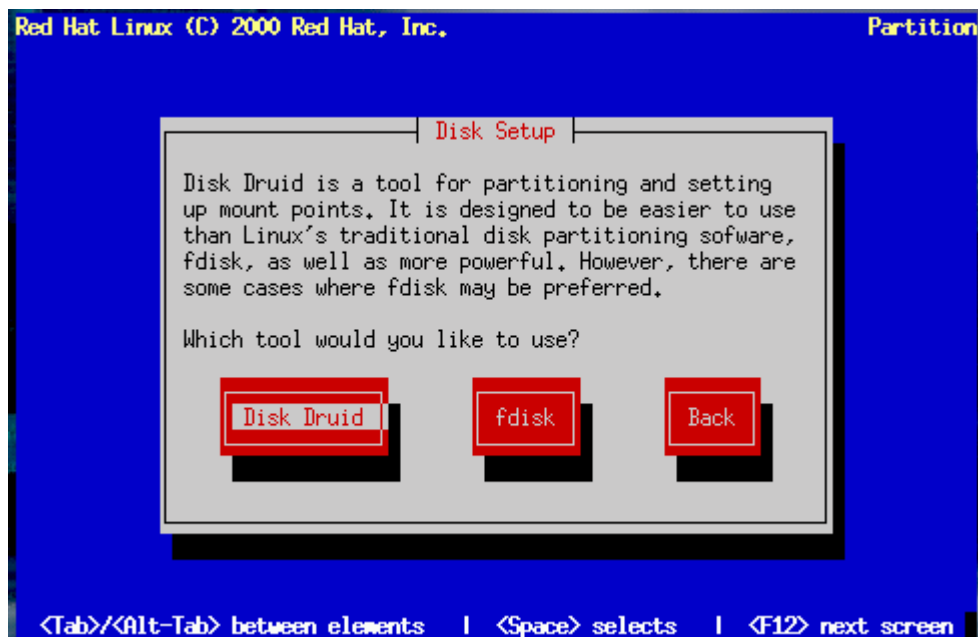 Red Hat Linux (C) 2000 Red Hat, Inc. Partition
Disk Setup
Disk Druid is a tool for partitioning and setting
up mount points. It is designed to be easier to use
than Linux's traditional disk partitioning sofware,
fdisk, as well as more powerful. However, there are
some cases where fdisk may be preferred.
Which tool would you like to use?
Disk Druid fdisk Back
<Tab>/<Alt-Tab> between elements | <Space> selects | <F12> next screen